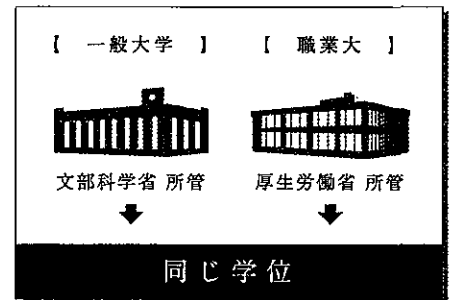 【 一般大学 】 【 職業大 】
文部科学省 所管 厚生労働省 所管
同じ学位